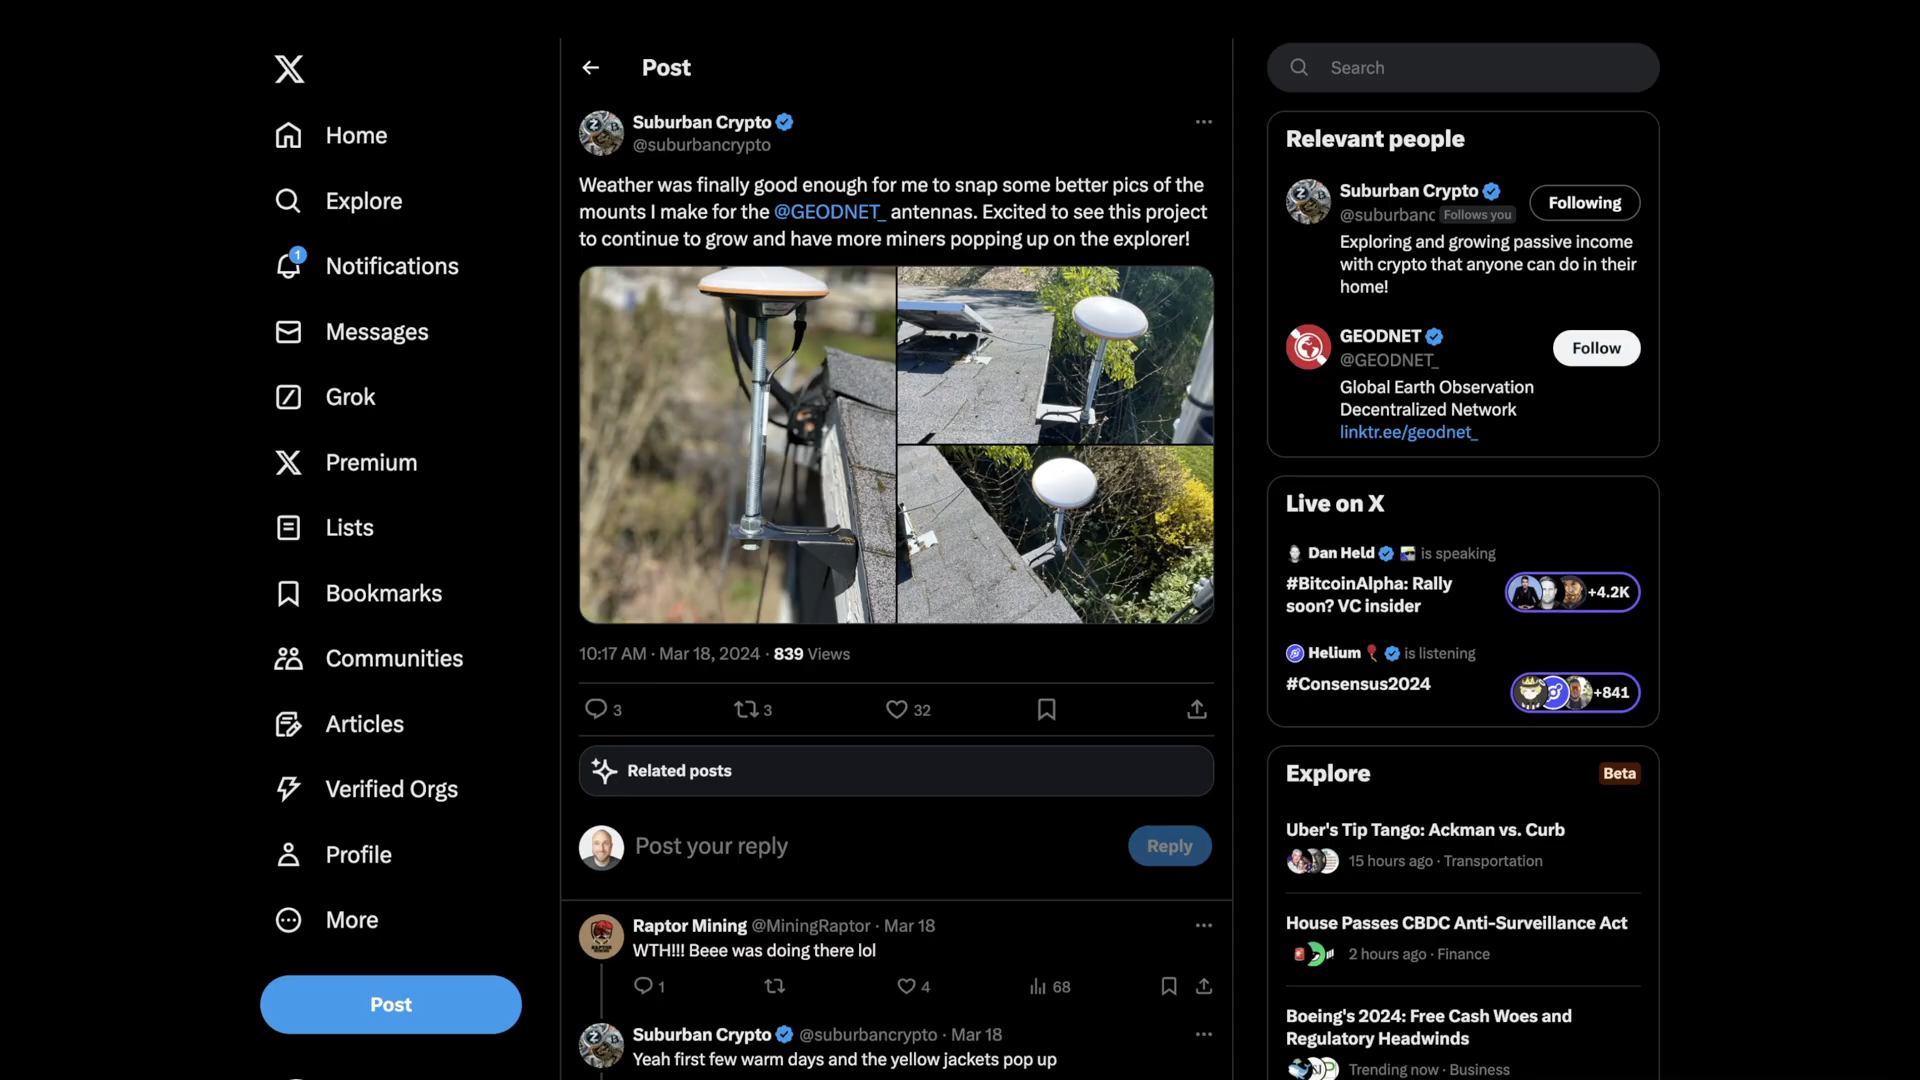 Home
Explore
1
Notifications
Messages
Grok
Premium
Lists
Bookmarks
Communities
Articles
Verified Orgs
Profile
More
Post
Post
Suburban Crypto
@suburbancrypto
Weather was finally good enough for me to snap some better pics of the
mounts I make for the @GEODNET_ antennas. Excited to see this project
to continue to grow and have more miners popping up on the explorer!
10:17 AM · Mar 18, 2024 · 839 Views
3 3 32
Related posts
Post your reply
Reply
Raptor Mining @MiningRaptor · Mar 18
WTH!!! Beee was doing there lol
1 4 68
Suburban Crypto @suburbancrypto · Mar 18
Yeah first few warm days and the yellow jackets pop up
Search
Relevant people
Suburban Crypto
@suburbanc Follows you
Following
Exploring and growing passive income
with crypto that anyone can do in their
home!
GEODNET
@GEODNET_
Follow
Global Earth Observation
Decentralized Network
linktr.ee/geodnet_
Live on X
Dan Held is speaking
#BitcoinAlpha: Rally
soon? VC insider
+4.2K
Helium is listening
#Consensus2024
+841
Explore
Beta
Uber's Tip Tango: Ackman vs. Curb
15 hours ago · Transportation
House Passes CBDC Anti-Surveillance Act
2 hours ago · Finance
Boeing's 2024: Free Cash Woes and
Regulatory Headwinds
Trending now · Business